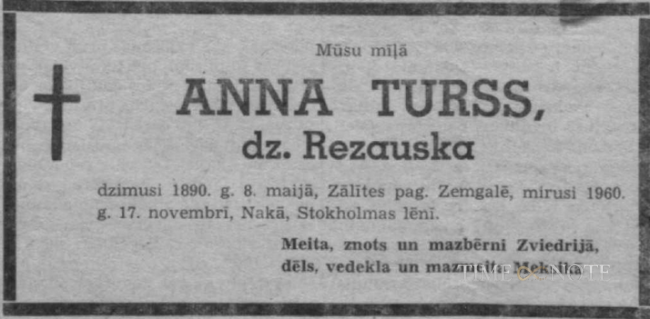 Mūsu mīļā
ANNA TURSS,
dz. Rezauska
dzimusi 1890. g. 8. maijā, Zālītes pag. Zemgalē, mirusi 1960.
g. 17. novembrī, Nakā, Stokholmas lēnī.
Meita, znots un mazbērni Zviedrijā,
dēls, vedekla un mazmeita
NOTE